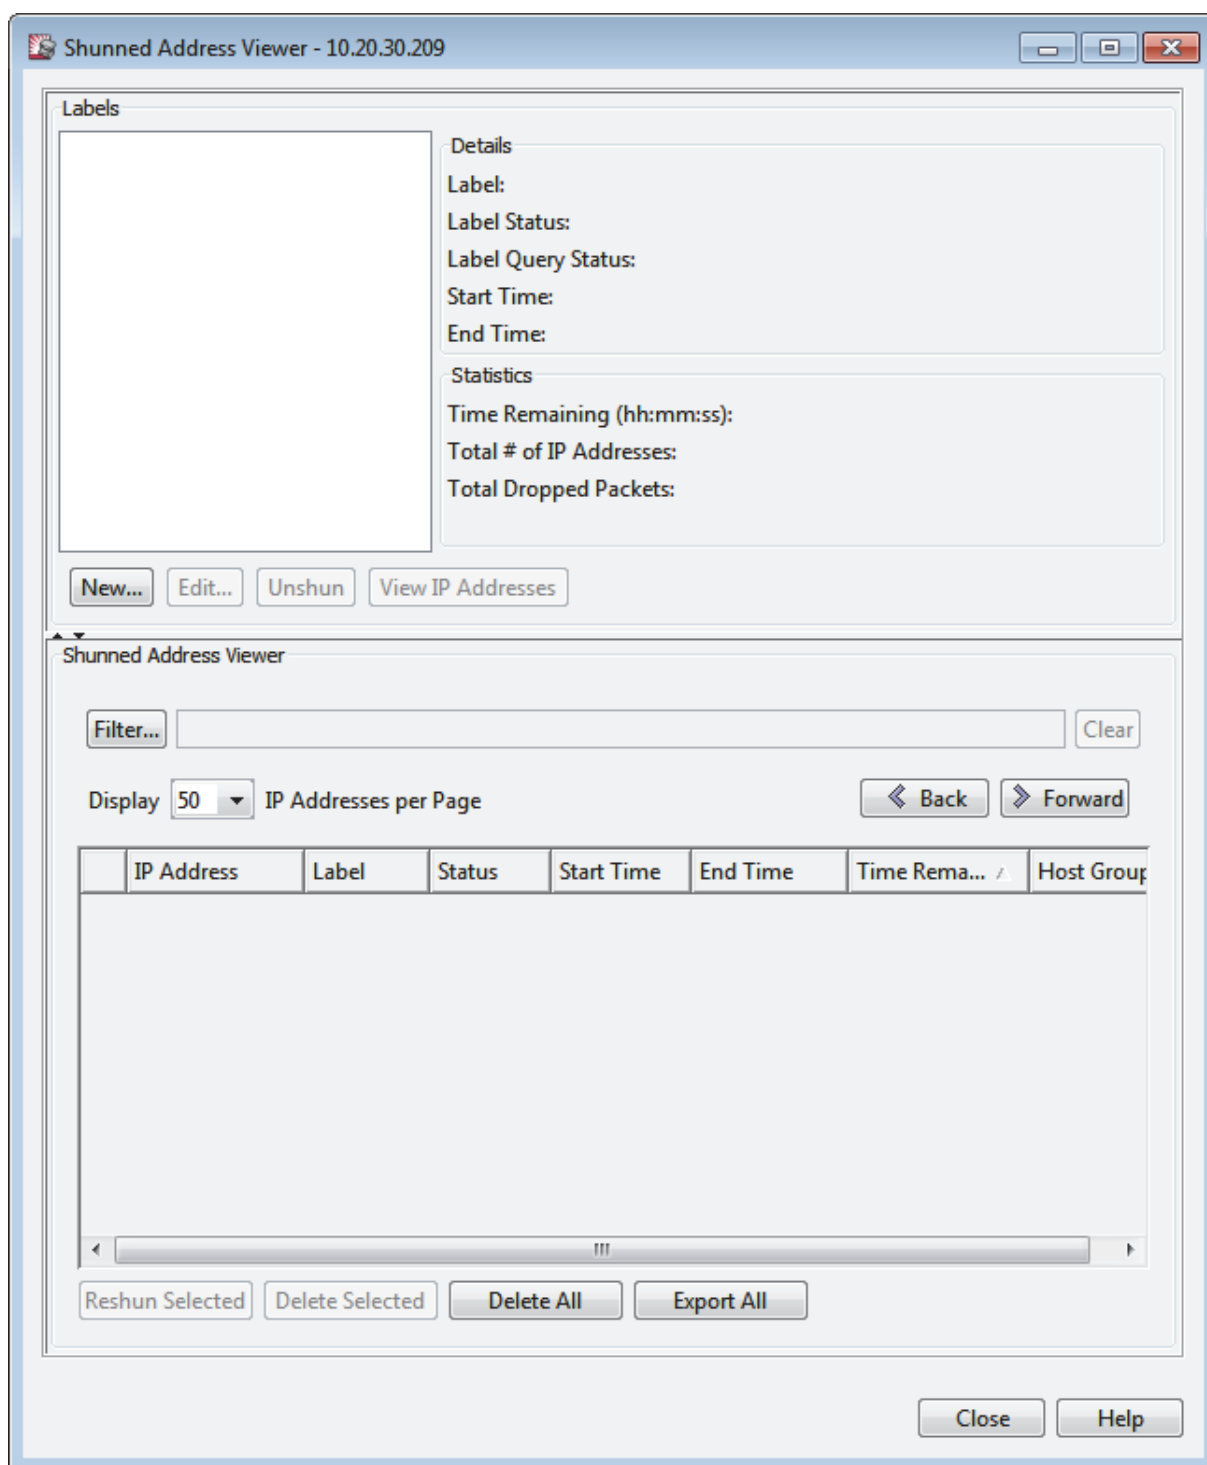 Shunned Address Viewer - 10.20.30.209
Labels
Details
Label:
Label Status:
Label Query Status:
Start Time:
End Time:
Statistics
Time Remaining (hh:mm:ss):
Total # of IP Addresses:
Total Dropped Packets:
New... Edit... Unshun View IP Addresses
Shunned Address Viewer
Filter... Clear
Display 50 IP Addresses per Page Back Forward
IP Address Label Status Start Time End Time Time Rema... Host Group
Reshun Selected Delete Selected Delete All Export All
Close Help